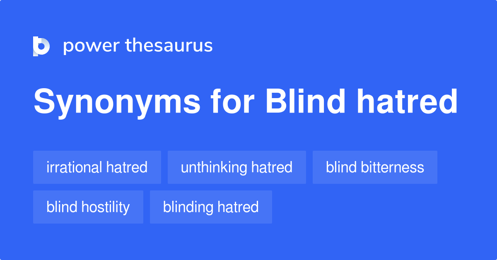 power thesaurus
Synonyms for Blind hatred
irrational hatred unthinking hatred blind bitterness
blind hostility blinding hatred